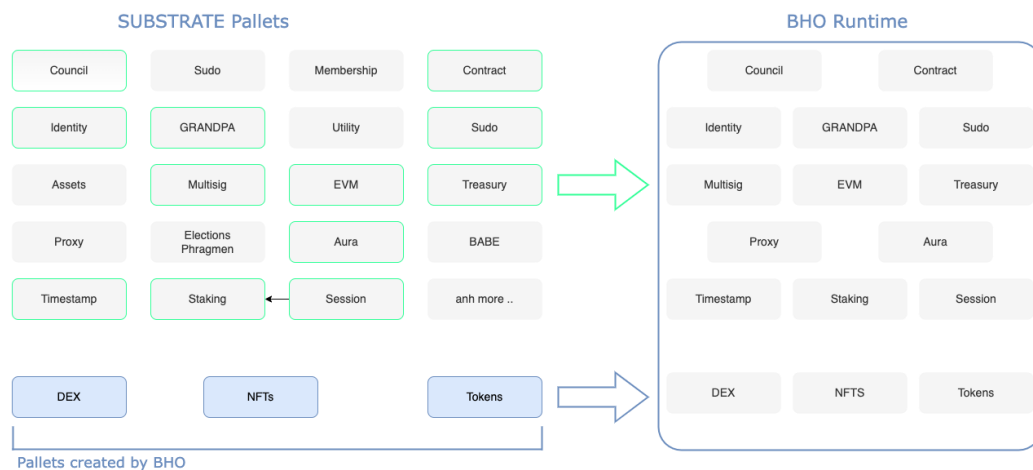 SUBSTRATE Pallets
BHO Runtime
Council
Sudo
Membership
Contract
Identity
GRANDPA
Utility
Sudo
Assets
Multisig
EVM
Treasury
Proxy
Elections
Phragmen
Aura
BABE
Timestamp
Staking
Session
anh more ..
DEX
NFTs
Tokens
Pallets created by BHO
Council
Contract
Identity
GRANDPA
Sudo
Multisig
EVM
Treasury
Proxy
Aura
Timestamp
Staking
Session
DEX
NFTS
Tokens